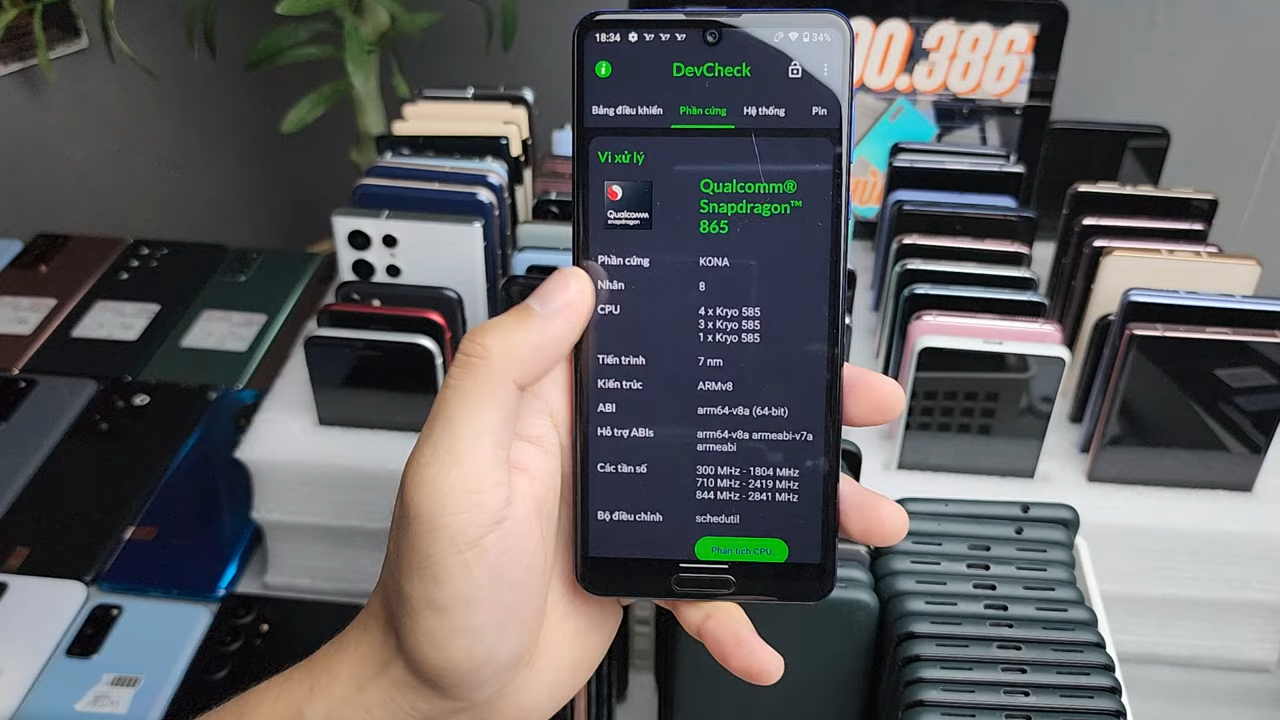 18:34
34%
DevCheck
00.386
Bảng điều khiển Phần cứng Hệ thống Pin
Vi xử lý
Qualcomm
snapdragon
Qualcomm®
Snapdragon™
865
Phần cứng KONA
Nhân 8
CPU 4 x Kryo 585
3 x Kryo 585
1 x Kryo 585
Tiến trình 7 nm
Kiến trúc ARMv8
ABI arm64-v8a (64-bit)
Hỗ trợ ABIs arm64-v8a armeabi-v7a
armeabi
Các tần số 300 MHz - 1804 MHz
710 MHz - 2419 MHz
844 MHz - 2841 MHz
Bộ điều chỉnh schedutil
Phân tích CPU